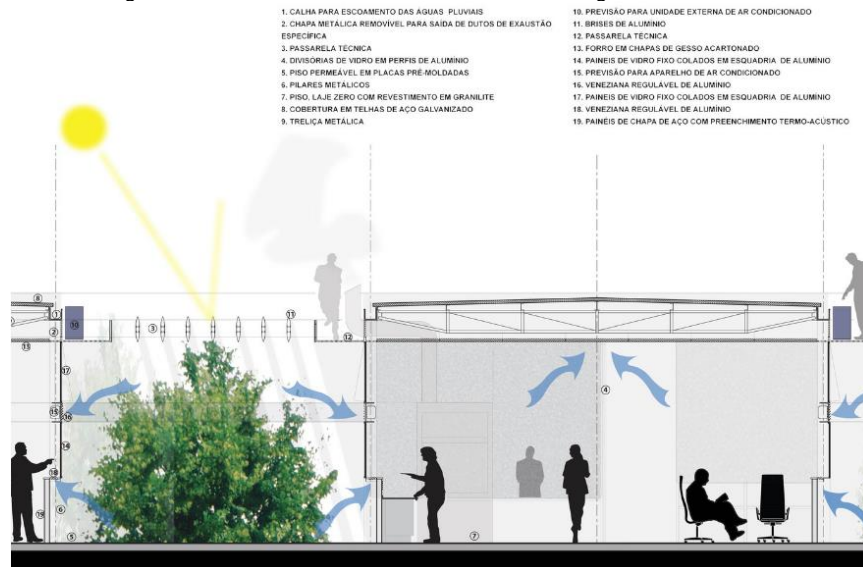 1. CALHA PARA ESCOAMENTO DAS ÁGUAS PLUVIAIS
2. CHAPA METÁLICA REMOVÍVEL PARA SAÍDA DE DUTOS DE EXAUSTÃO
ESPECÍFICA
3. PASSARELA TÉCNICA
4. DIVISÓRIAS DE VIDRO EM PERFIS DE ALUMÍNIO
5. PISO PERMEÁVEL EM PLACAS PRÉ-MOLDADAS
6. PILARES METÁLICOS
7. PISO, LAJE ZERO COM REVESTIMENTO EM GRANILITE
8. COBERTURA EM TELHAS DE AÇO GALVANIZADO
9. TRELIÇA METÁLICA
10. PREVISÃO PARA UNIDADE EXTERNA DE AR CONDICIONADO
11. BRISES DE ALUMÍNIO
12. PASSARELA TÉCNICA
13. FORRO EM CHAPAS DE GESSO ACARTONADO
14. PAINEIS DE VIDRO FIXO COLADOS EM ESQUADRIA DE ALUMÍNIO
15. PREVISÃO PARA APARELHO DE AR CONDICIONADO
16. VENEZIANA REGULÁVEL DE ALUMÍNIO
17. PAINEIS DE VIDRO FIXO COLADOS EM ESQUADRIA DE ALUMÍNIO
18. VENEZIANA REGULÁVEL DE ALUMÍNIO
19. PAINÉIS DE CHAPA DE AÇO COM PREENCHIMENTO TERMO-ACÚSTICO
8
1
10
11
2
3
12
17
4
15
16
14
18
19
6
5
7